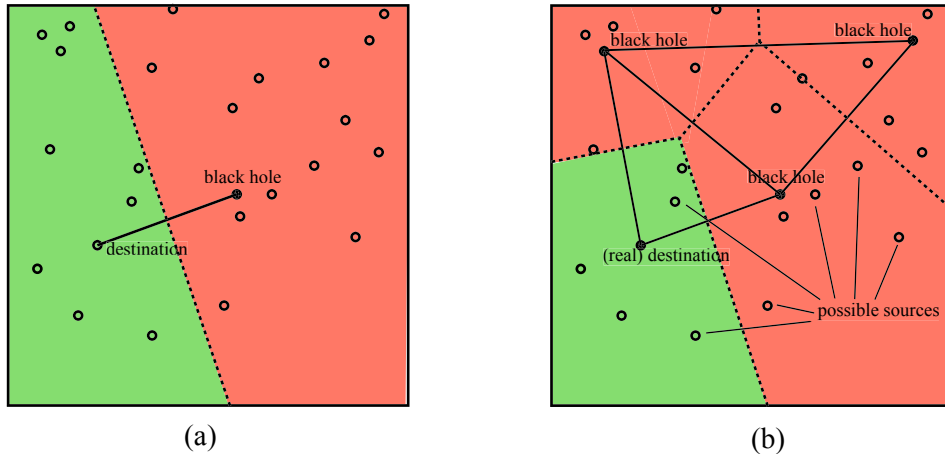 black hole
destination
(a)
black hole
black hole
black hole
(real) destination
possible sources
(b)